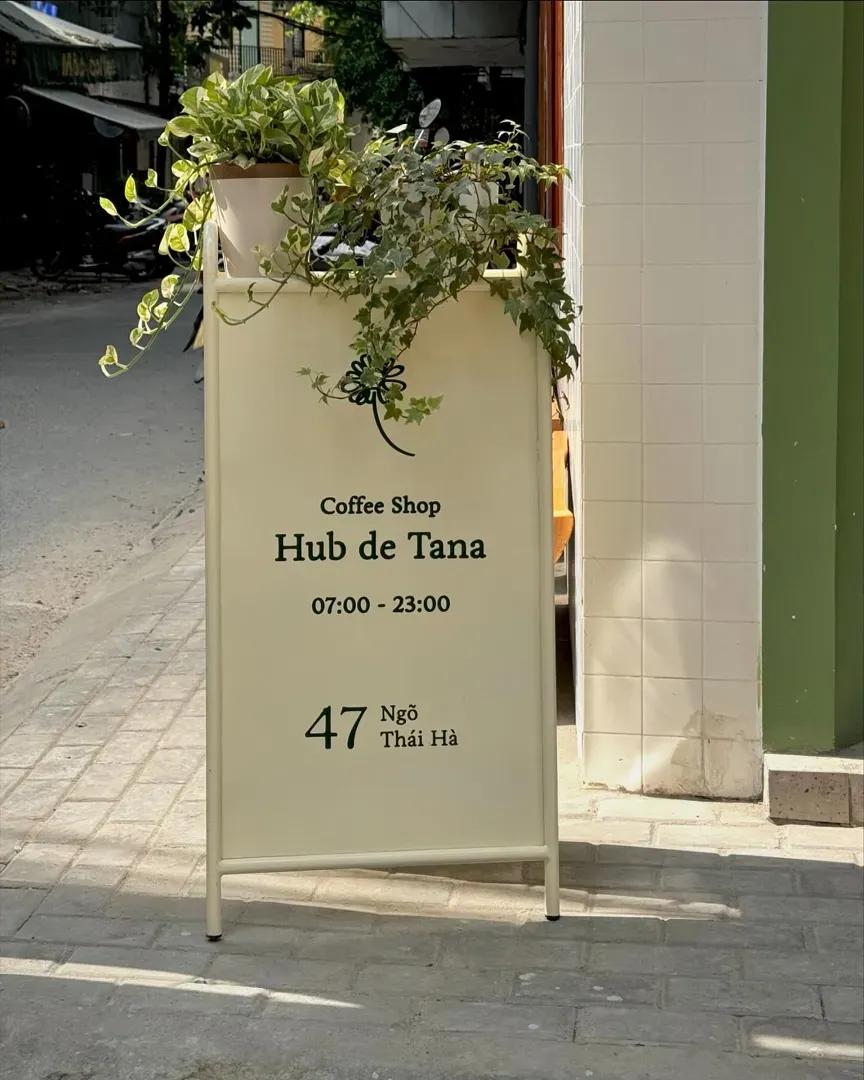 Coffee Shop
Hub de Tana
07:00 - 23:00
47 Ngõ
Thái Hà